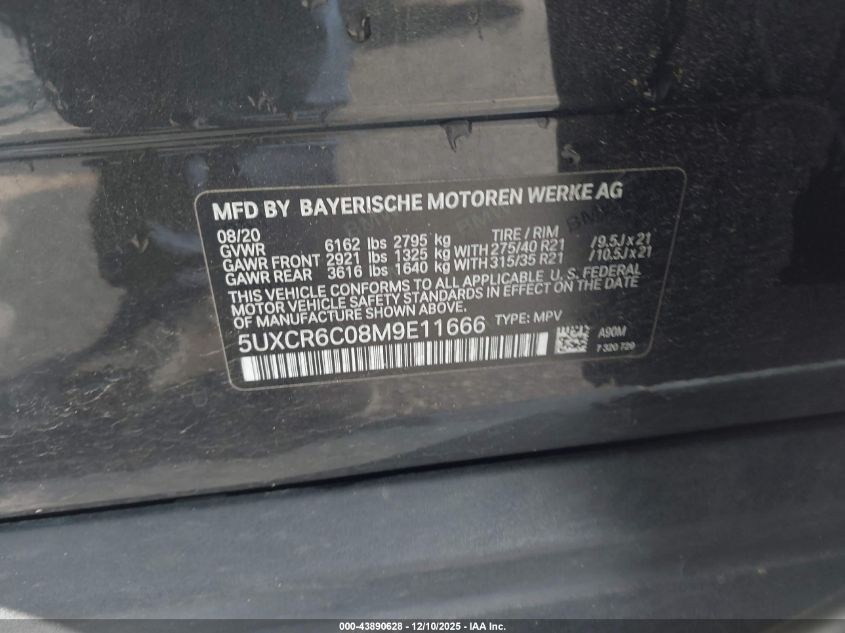 MFD BY BAYERISCHE MOTOREN WERKE AG
08/20 TIRE / RIM
GVWR 6162 lbs 2795 kg
GAWR FRONT 2921 lbs 1325 kg WITH 275/40 R21 /9.5J x 21
GAWR REAR 3616 lbs 1640 kg WITH 315/35 R21 /10.5J x 21
THIS VEHICLE CONFORMS TO ALL APPLICABLE U. S. FEDERAL
MOTOR VEHICLE SAFETY STANDARDS IN EFFECT ON THE DATE
OF MANUFACTURE SHOWN ABOVE.
5UXCR6C08M9E11666 TYPE: MPV
A90M
7 320 729
000-43890628 - 12/10/2025 - IAA Inc.